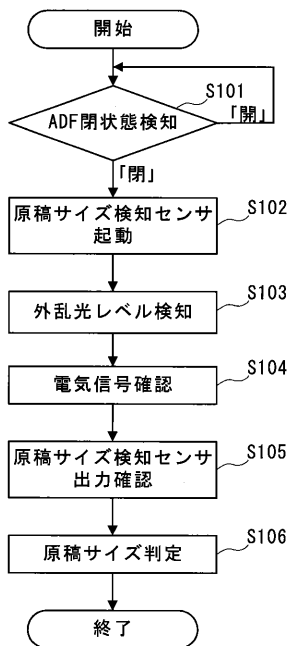 開始
S101
ADF閉状態検知
「開」
「閉」
S102
原稿サイズ検知センサ
起動
S103
外乱光レベル検知
S104
電気信号確認
S105
原稿サイズ検知センサ
出力確認
S106
原稿サイズ判定
終了